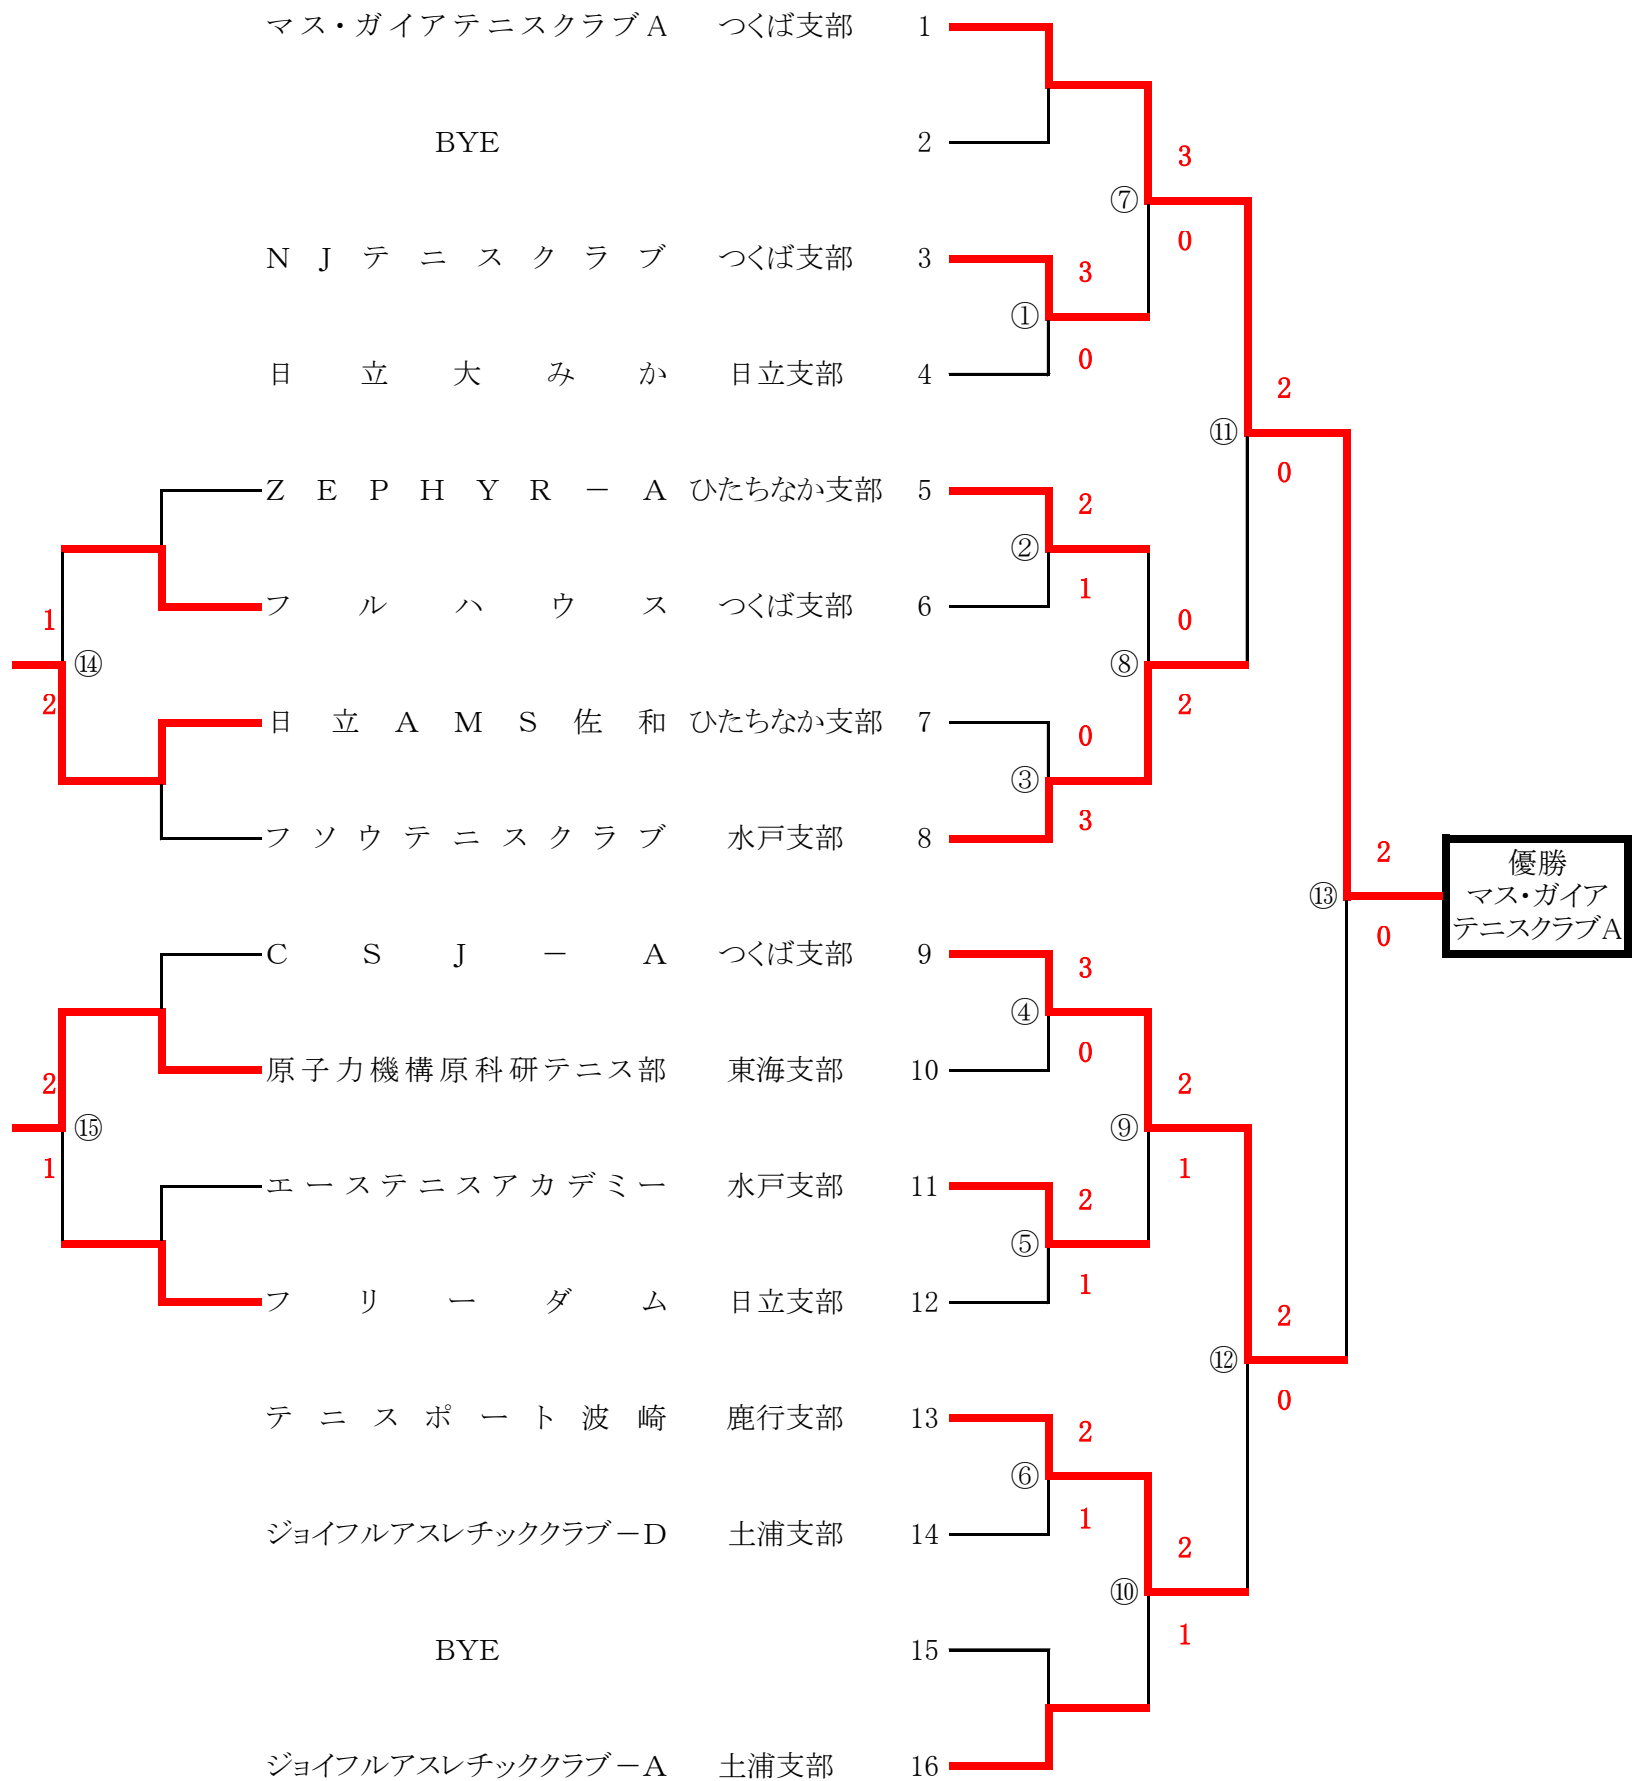 マス・ガイアテニスクラブA つくば支部 1
BYE 2
3
⑦
0
NJテニスクラブ つくば支部 3
3
①
0
日立大みか 日立支部 4
2
⑪
0
ZEPHYR－A ひたちなか支部 5
2
②
1
フルハウス つくば支部 6
1
⑭
2
0
⑧
2
日立AMS佐和 ひたちなか支部 7
0
③
3
フソウテニスクラブ 水戸支部 8
2
⑬
0
優勝
マス・ガイア
テニスクラブA
CSJ－A つくば支部 9
3
④
0
原子力機構原科研テニス部 東海支部 10
2
⑮
1
2
⑨
1
エーステニスアカデミー 水戸支部 11
2
⑤
1
フリーダム 日立支部 12
2
⑫
0
テニスポート波崎 鹿行支部 13
2
⑥
1
ジョイフルアスレチッククラブ－D 土浦支部 14
2
⑩
1
BYE 15
ジョイフルアスレチッククラブ－A 土浦支部 16